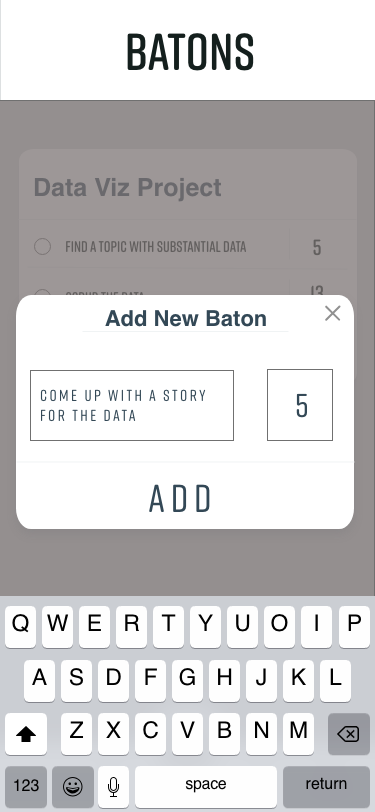 BATONS
Data Viz Project
FIND A TOPIC WITH SUBSTANTIAL DATA 5
13
Add New Baton
COME UP WITH A STORY
FOR THE DATA
5
ADD
Q W E R T Y U O I P
A S D F G H J K L
Z X C V B N M
123 space return